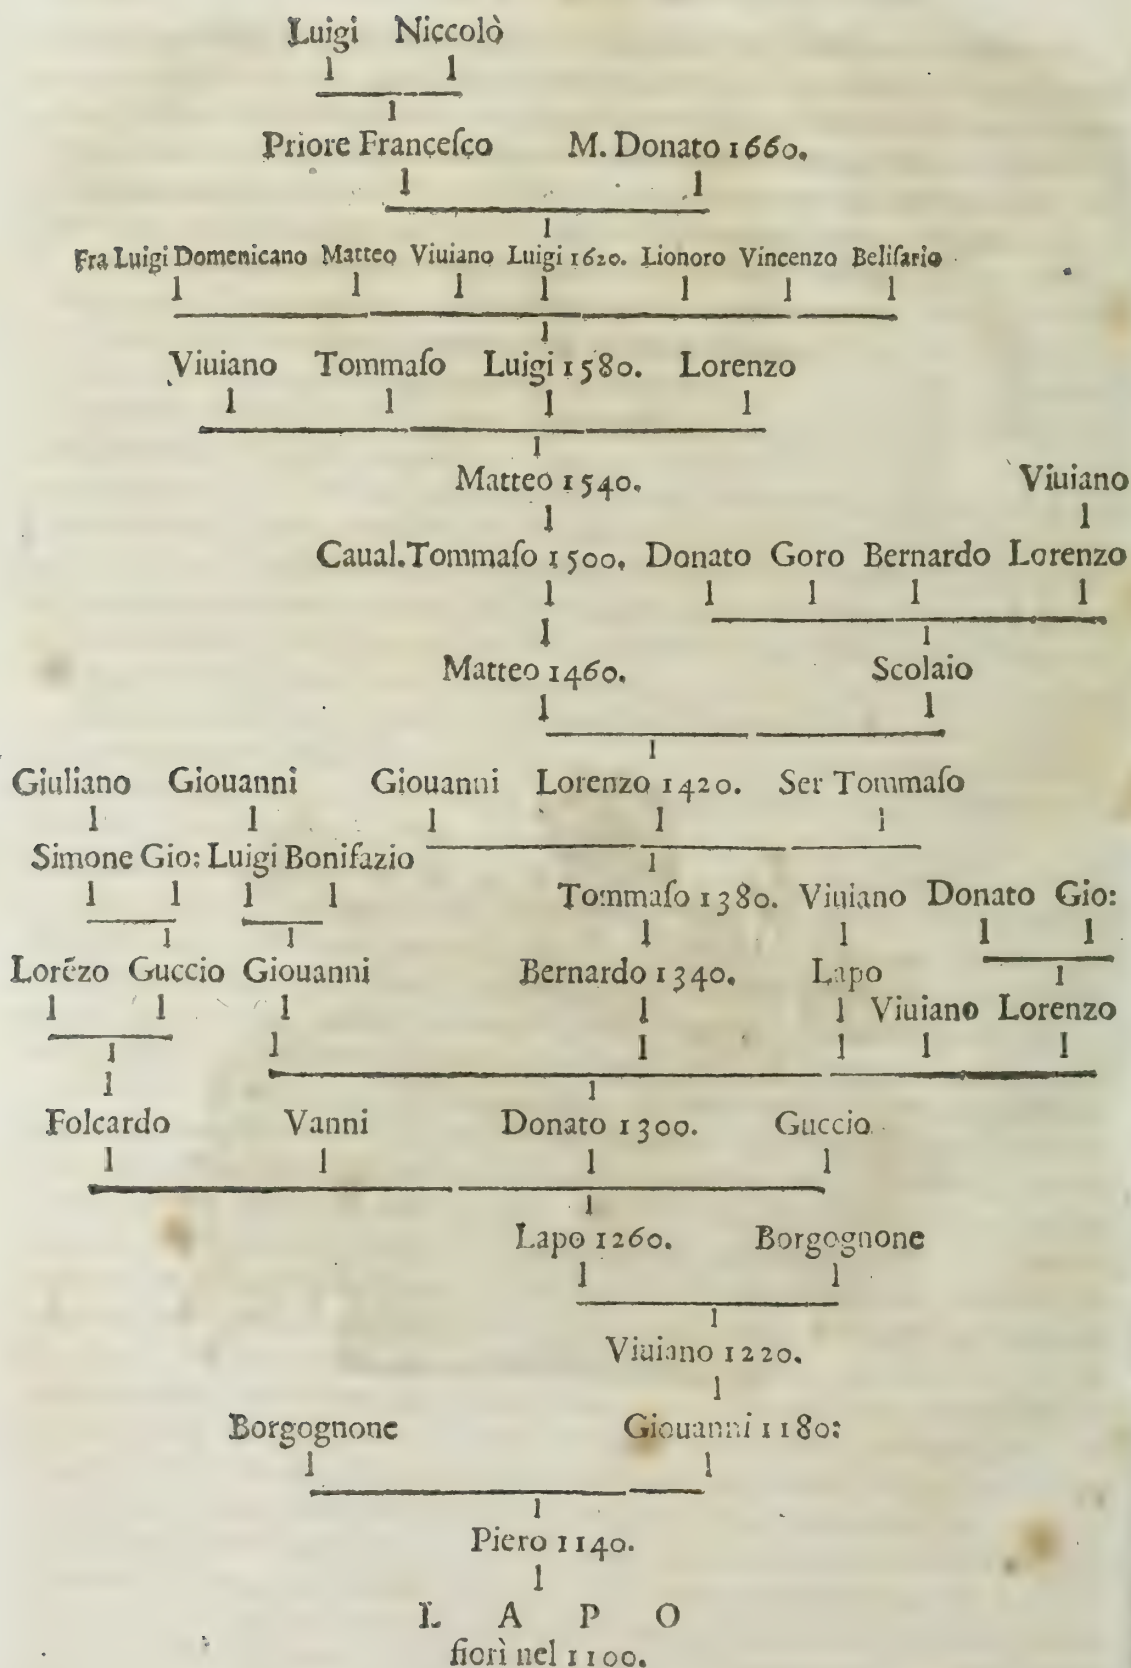 Luigi Niccolò
Priore Franceſco M. Donato 1660.
Fra Luigi Domenicano Matteo Viuiano Luigi 1620. Lionoro Vincenzo Beliſario
Viuiano Tommaſo Luigi 1580. Lorenzo
Matteo 1540. Viuiano
Caual.Tommaſo 1500. Donato Goro Bernardo Lorenzo
Matteo 1460. Scolaio
Giuliano Giouanni Giouanni Lorenzo 1420. Ser Tommaſo
Simone Gio: Luigi Bonifazio
Tommaſo 1380. Viuiano Donato Gio:
Lorẽzo Guccio Giouanni Bernardo 1340. Lapo
Viuiano Lorenzo
Folcardo Vanni Donato 1300. Guccio
Lapo 1260. Borgognone
Viuiano 1220.
Borgognone Giouanni 1180:
Piero 1140.
L A P O
fiorì nel 1100.